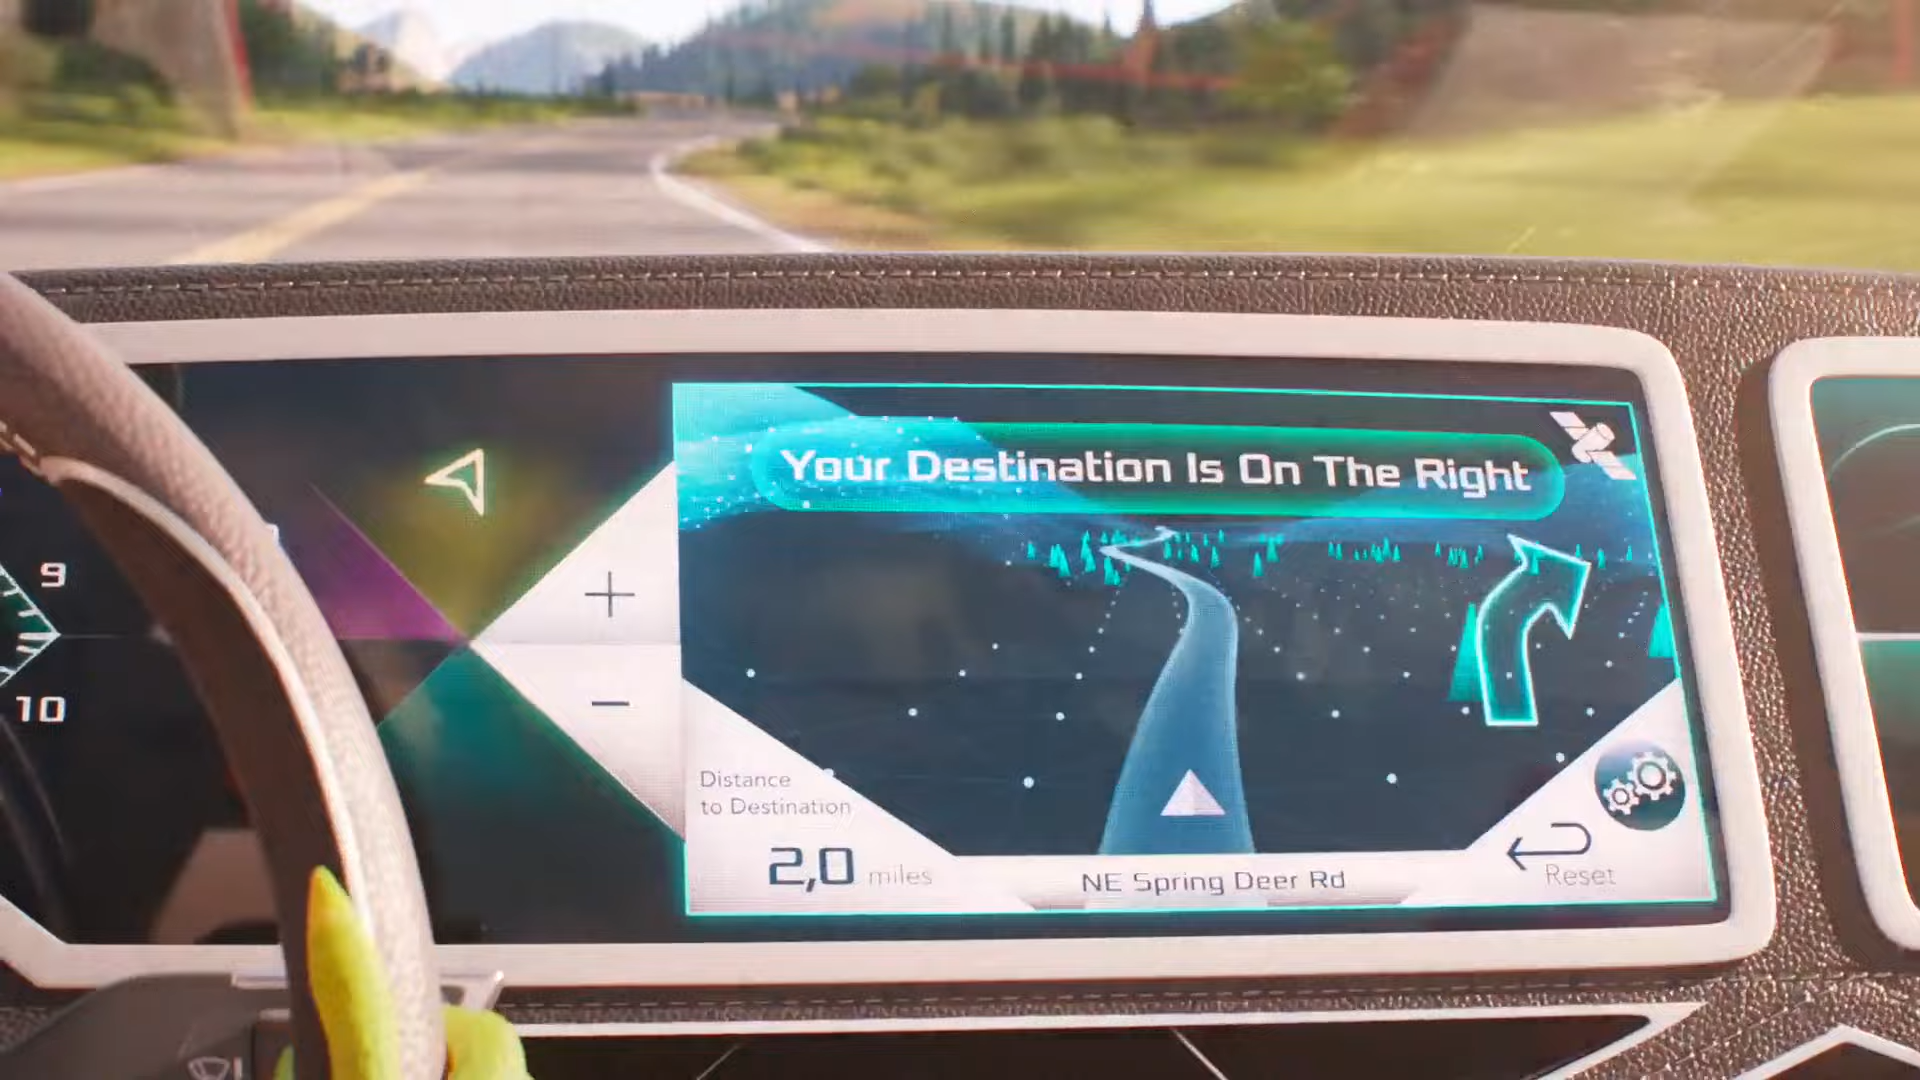 Your Destination Is On The Right
9
10
+
−
Distance
to Destination
2,0 miles
NE Spring Deer Rd
Reset